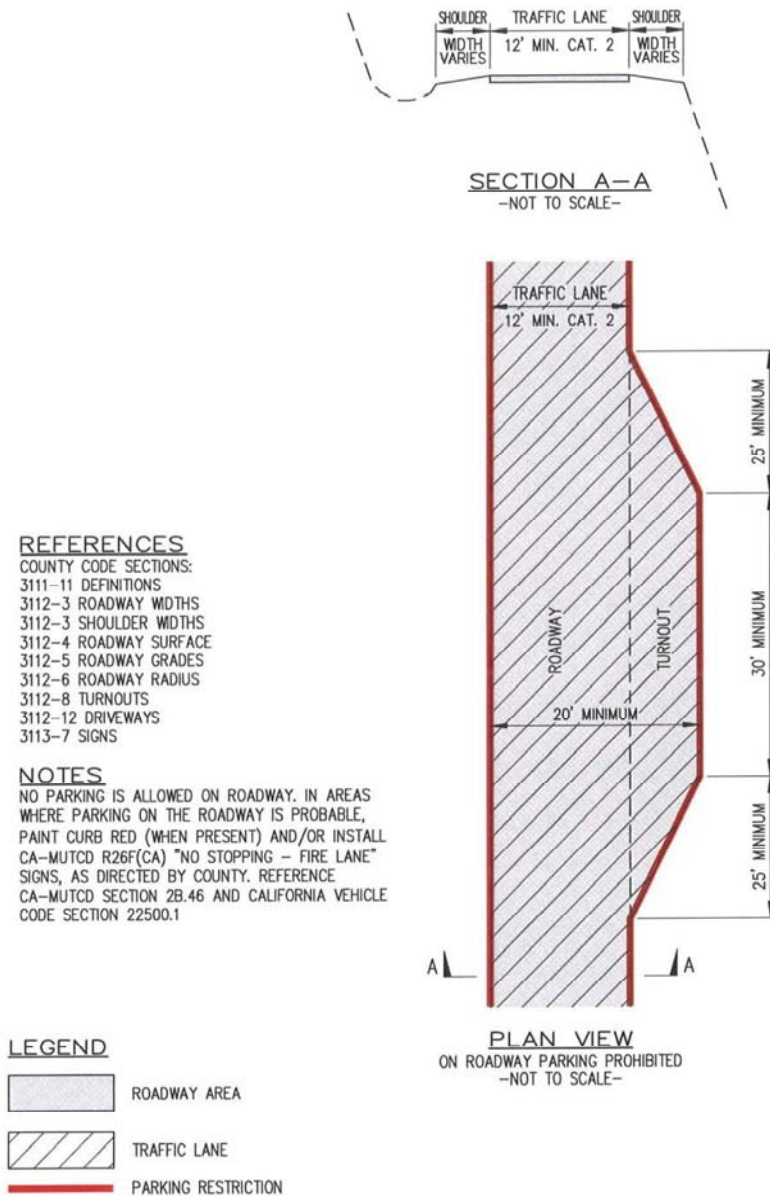 SHOULDER
TRAFFIC LANE
SHOULDER
WIDTH VARIES
12' MIN. CAT. 2
WIDTH VARIES
SECTION A-A
-NOT TO SCALE-
TRAFFIC LANE
12' MIN. CAT. 2
25' MINIMUM
30' MINIMUM
25' MINIMUM
ROADWAY
TURNOUT
20' MINIMUM
A
A
PLAN VIEW
ON ROADWAY PARKING PROHIBITED
-NOT TO SCALE-
REFERENCES
COUNTY CODE SECTIONS:
3111-11 DEFINITIONS
3112-3 ROADWAY WIDTHS
3112-3 SHOULDER WIDTHS
3112-4 ROADWAY SURFACE
3112-5 ROADWAY GRADES
3112-6 ROADWAY RADIUS
3112-8 TURNOUTS
3112-12 DRIVEWAYS
3113-7 SIGNS
NOTES
NO PARKING IS ALLOWED ON ROADWAY. IN AREAS
WHERE PARKING ON THE ROADWAY IS PROBABLE,
PAINT CURB RED (WHEN PRESENT) AND/OR INSTALL
CA-MUTCD R26F(CA) "NO STOPPING - FIRE LANE"
SIGNS, AS DIRECTED BY COUNTY. REFERENCE
CA-MUTCD SECTION 2B.46 AND CALIFORNIA VEHICLE
CODE SECTION 22500.1
LEGEND
ROADWAY AREA
TRAFFIC LANE
PARKING RESTRICTION